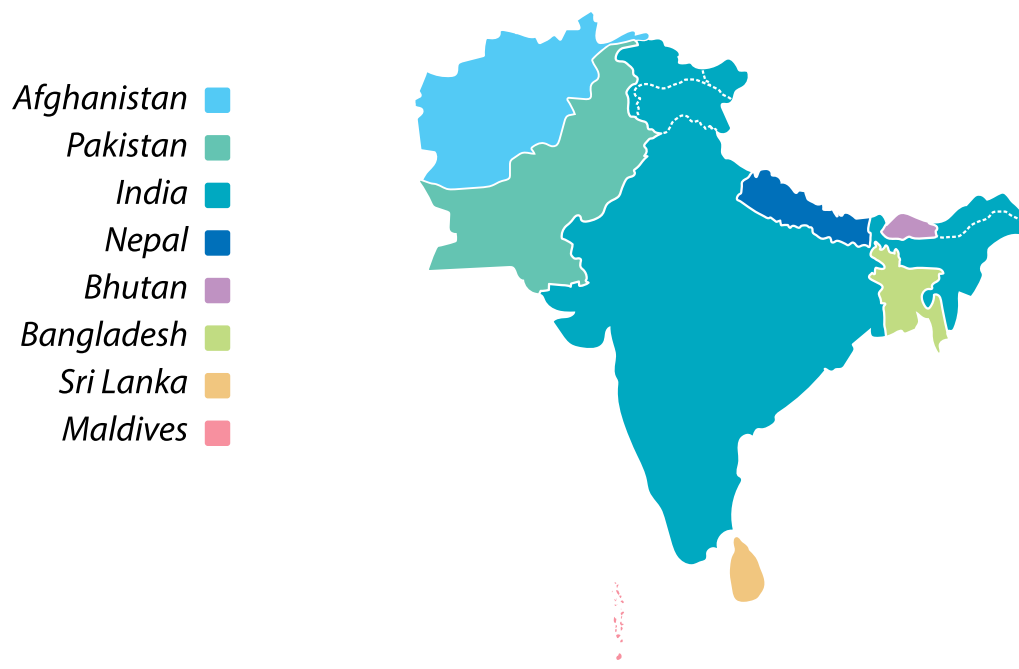 Afghanistan
Pakistan
India
Nepal
Bhutan
Bangladesh
Sri Lanka
Maldives